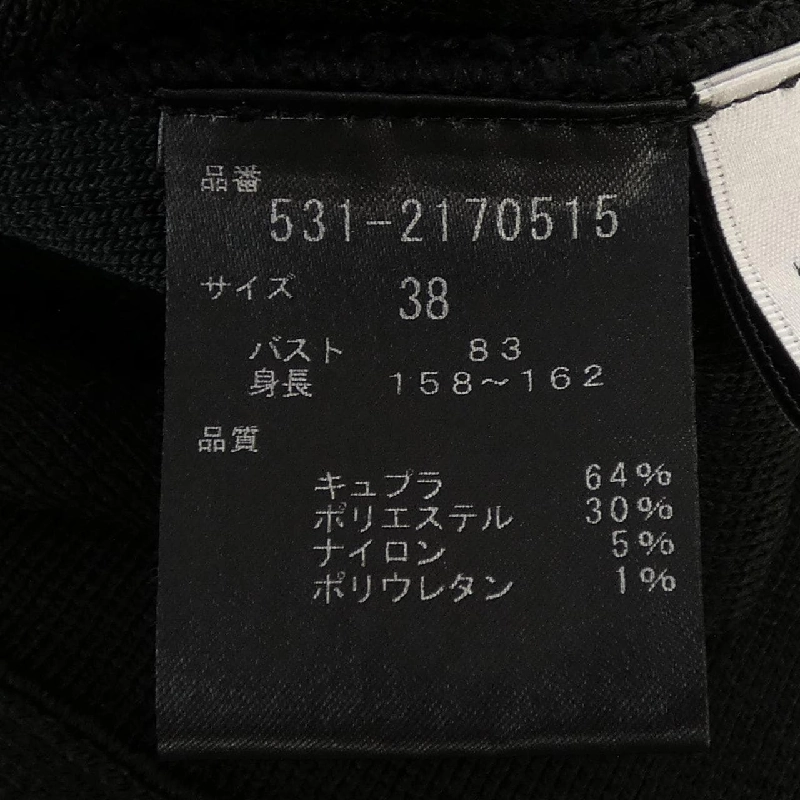 品番
531-2170515
サイズ 38
バスト 83
身長 158～162
品質
キュプラ 64%
ポリエステル 30%
ナイロン 5%
ポリウレタン 1%